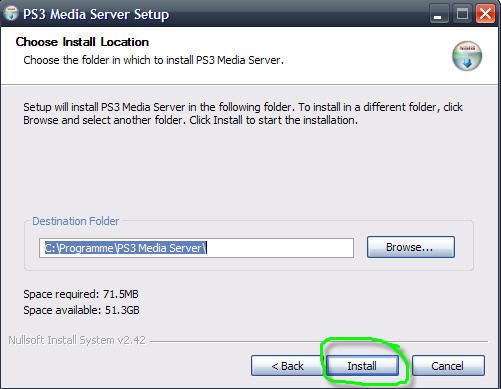 PS3 Media Server Setup
Choose Install Location
Choose the folder in which to install PS3 Media Server.
Setup will install PS3 Media Server in the following folder. To install in a different folder, click
Browse and select another folder. Click Install to start the installation.
Destination Folder
C:\Programme\PS3 Media Server\
Browse...
Space required: 71.5MB
Space available: 51.3GB
Nullsoft Install System v2.42
< Back
Install
Cancel